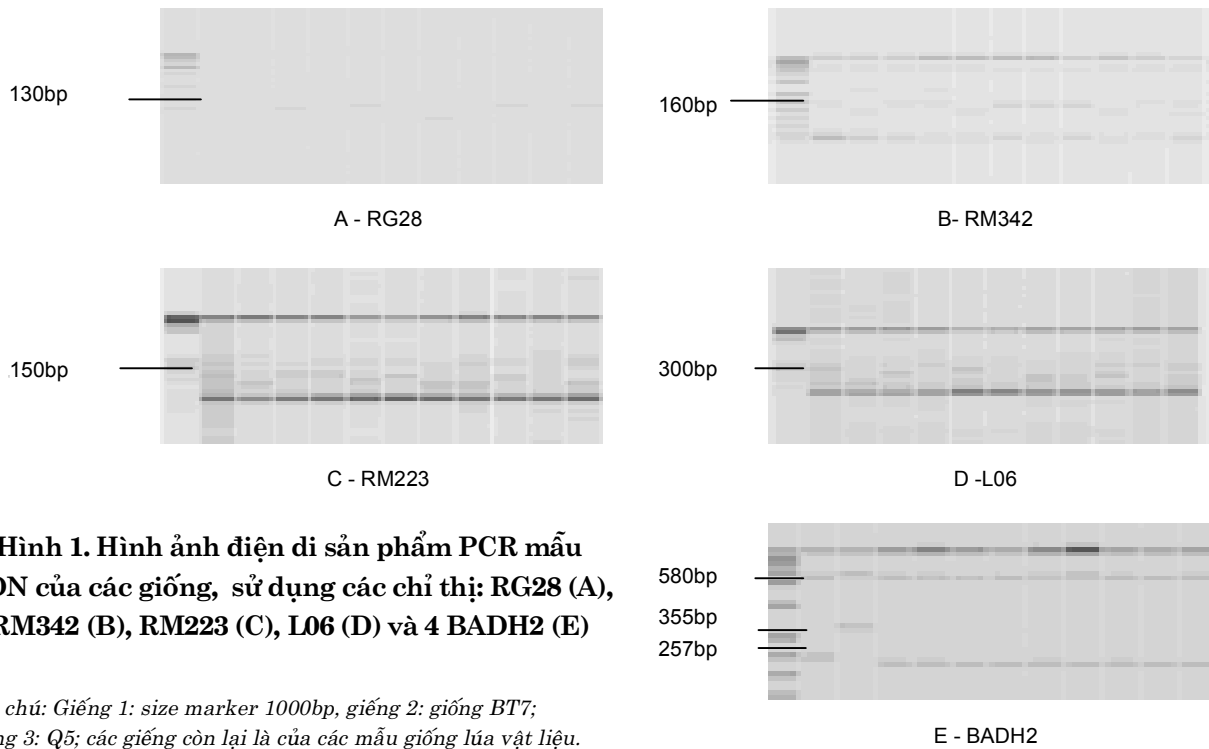 130bp
A - RG28
160bp
B- RM342
150bp
C - RM223
300bp
D -L06
Hình 1. Hình ảnh điện di sản phẩm PCR mẫu
DN của các giống, sử dụng các chỉ thị: RG28 (A),
RM342 (B), RM223 (C), L06 (D) và 4 BADH2 (E)
chú: Giếng 1: size marker 1000bp, giếng 2: giống BT7;
ng 3: Q5; các giếng còn lại là của các mẫu giống lúa vật liệu.
580bp
355bp
257bp
E - BADH2